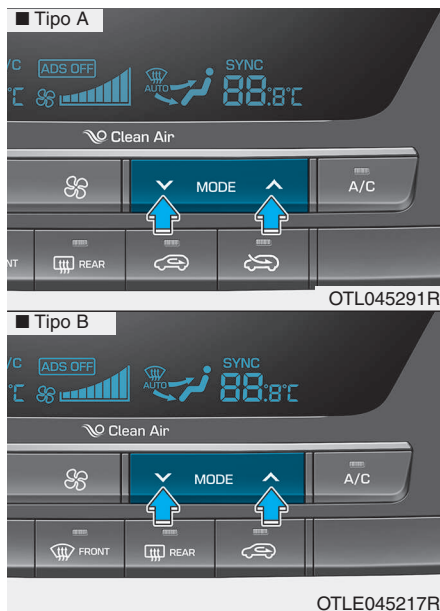 ■ Tipo A
/C ADS OFF SYNC
°C AUTO 88:8°C
Clean Air
MODE A/C
NT REAR
OTL045291R
■ Tipo B
/C ADS OFF SYNC
°C AUTO 88:8°C
Clean Air
MODE A/C
FRONT REAR
OTLE045217R